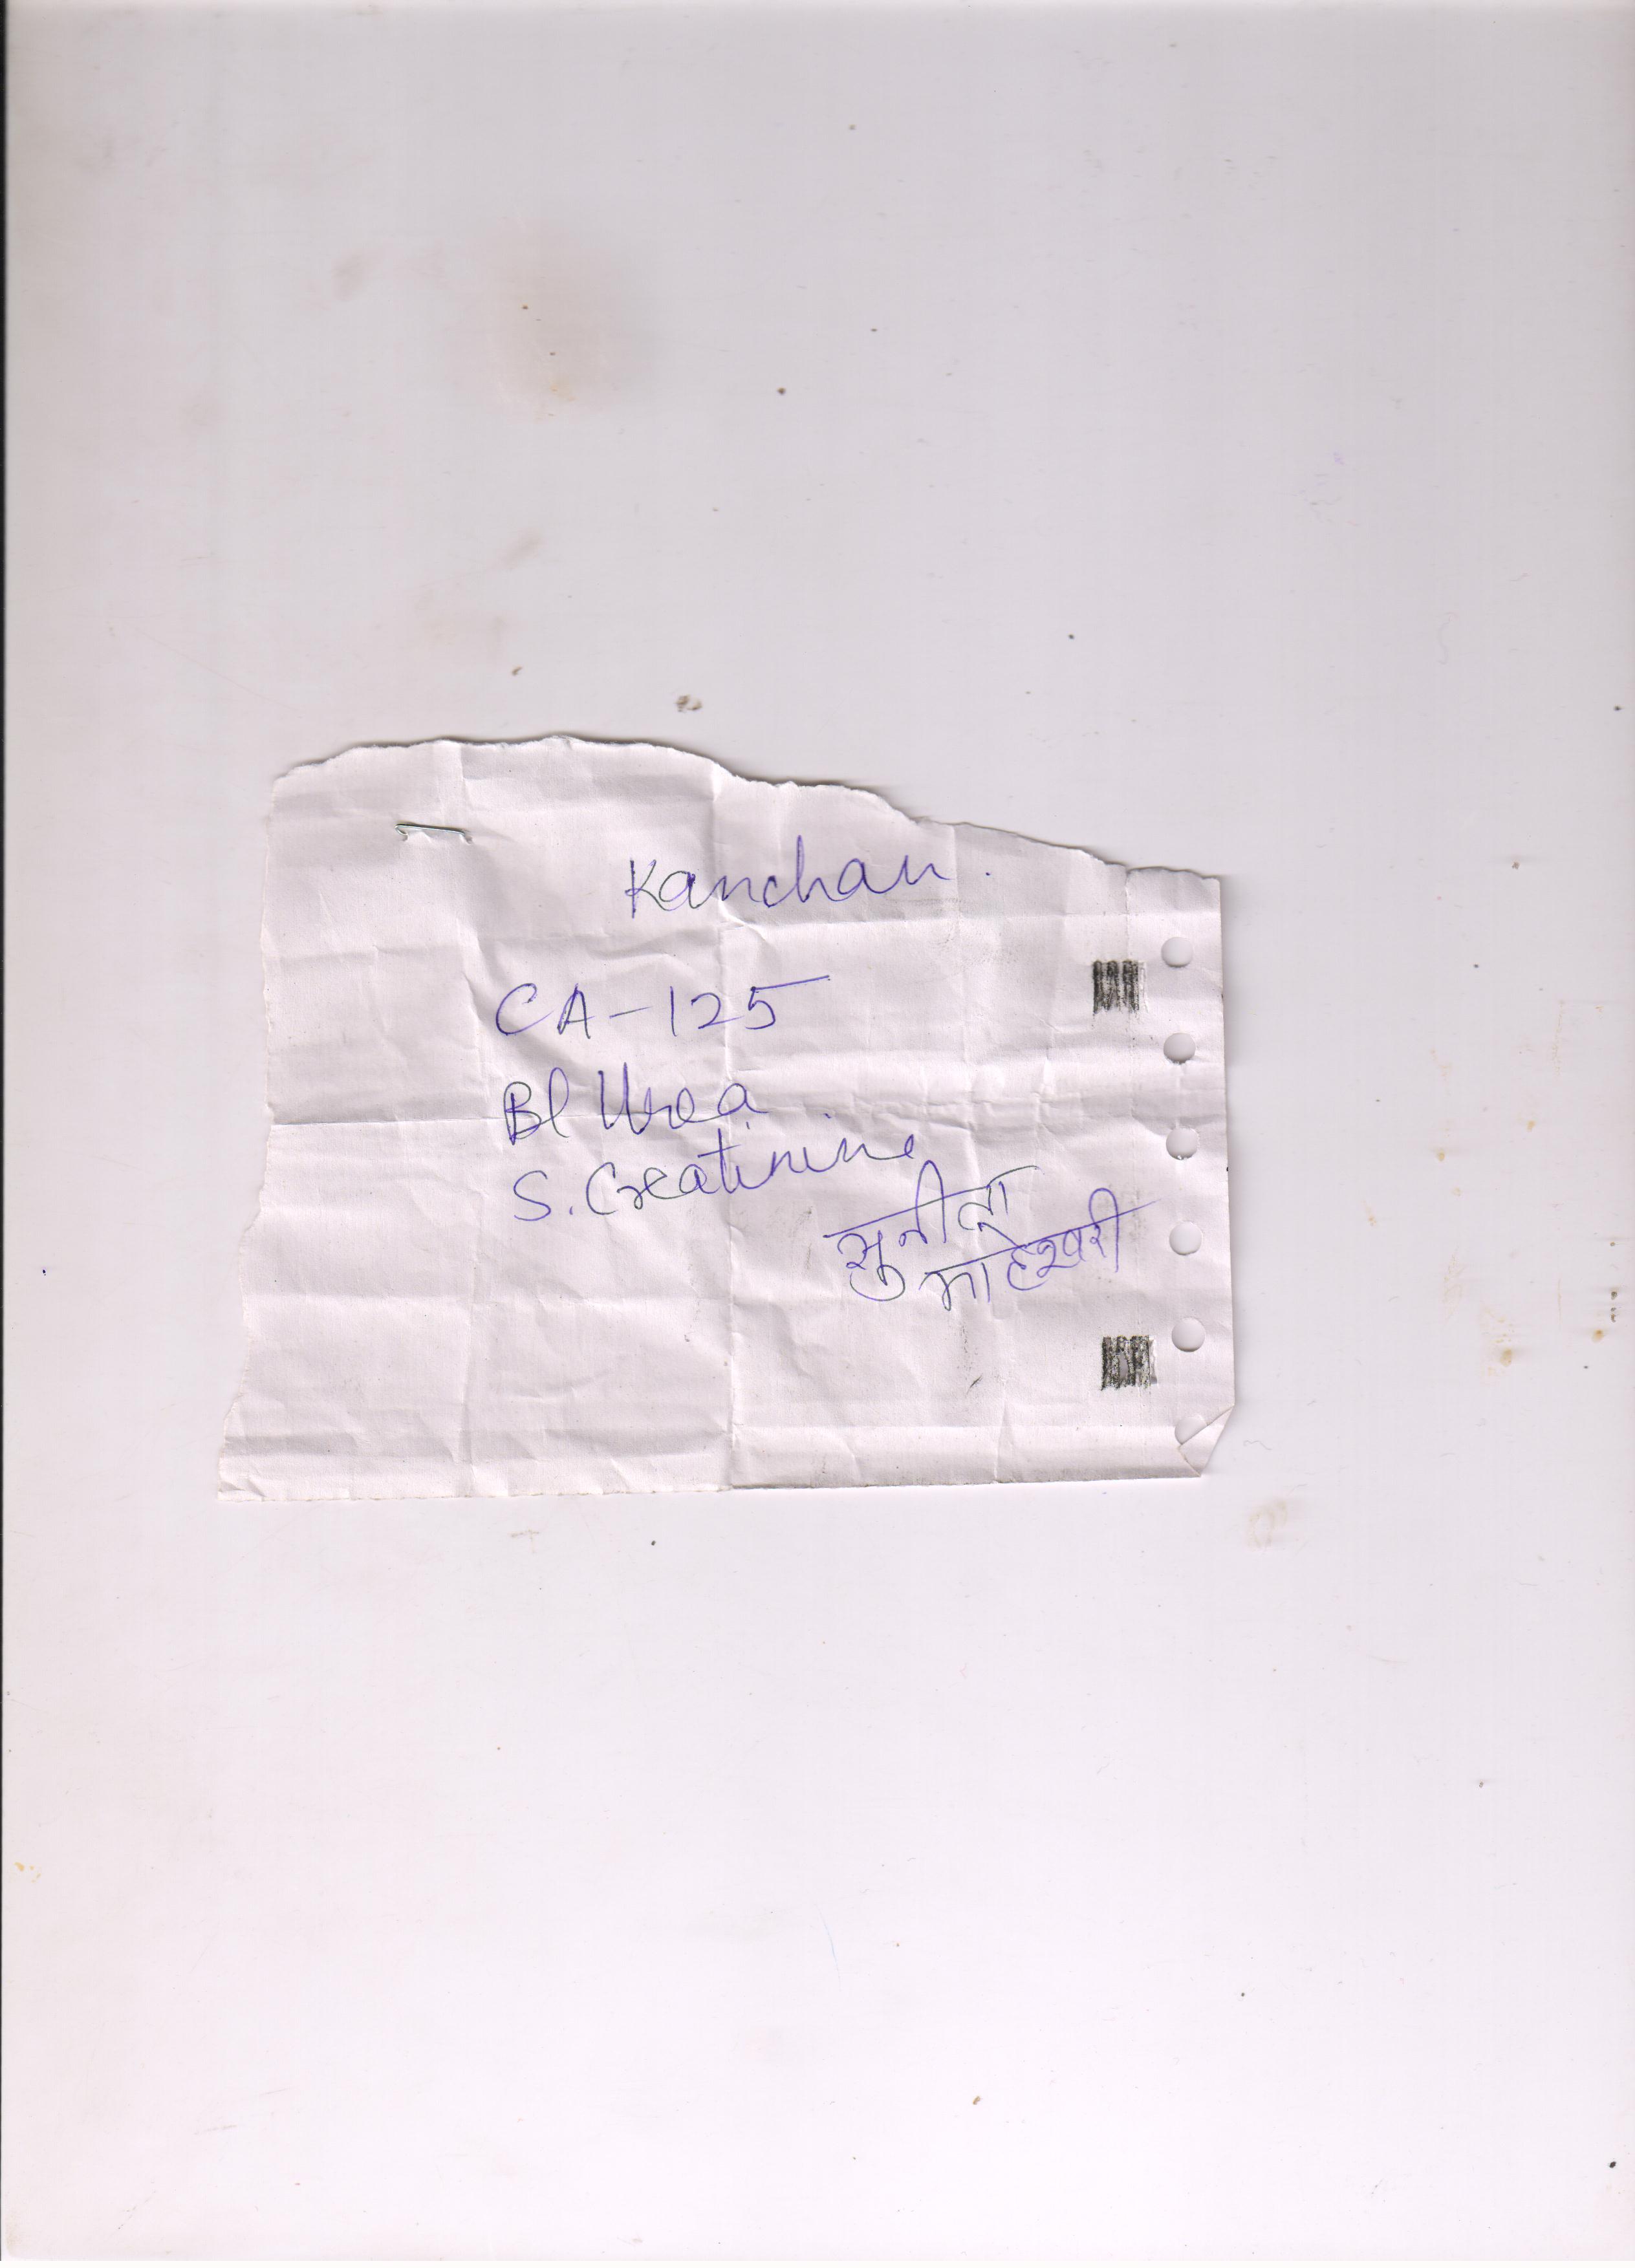 Kanchan.
CA-125
Bl Urea.
S. Creatinine
सुनीता
माहेश्वरी